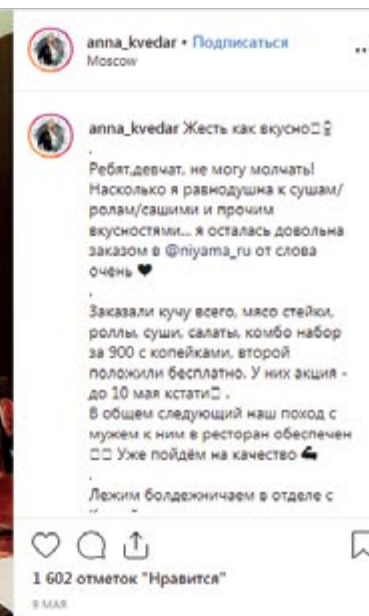 anna_kvedar • Подписаться
Moscow
anna_kvedar Жесть как вкусно
.
Ребят,девчат, не могу молчать!
Насколько я равнодушна к сушам/
ролам/сашими и прочим
вкусностями... я осталась довольна
заказом в @niyama_ru от слова
очень 🖤
.
Заказали кучу всего, мясо стейки,
роллы, суши, салаты, комбо набор
за 900 с копейками, второй
положили бесплатно. У них акция -
до 10 мая кстати .
В общем следующий наш поход с
мужем к ним в ресторан обеспечен
Уже пойдём на качество 💪
.
Лежим болдежничаем в отделе с
1 602 отметок "Нравится"
9 МАЯ